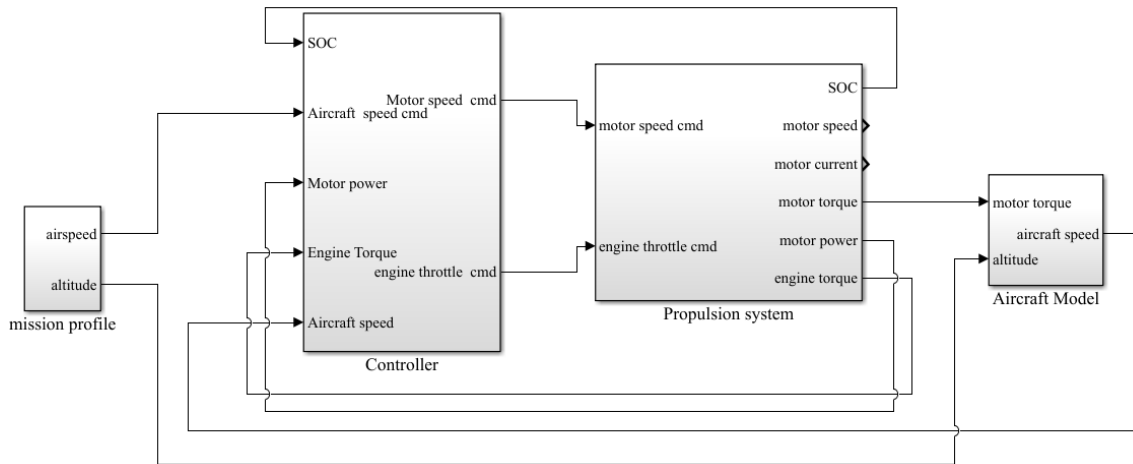 airspeed
altitude
mission profile
SOC
Aircraft speed cmd
Motor power
Engine Torque
Aircraft speed
Motor speed cmd
engine throttle cmd
Controller
motor speed cmd
engine throttle cmd
SOC
motor speed
motor current
motor torque
motor power
engine torque
Propulsion system
motor torque
altitude
aircraft speed
Aircraft Model